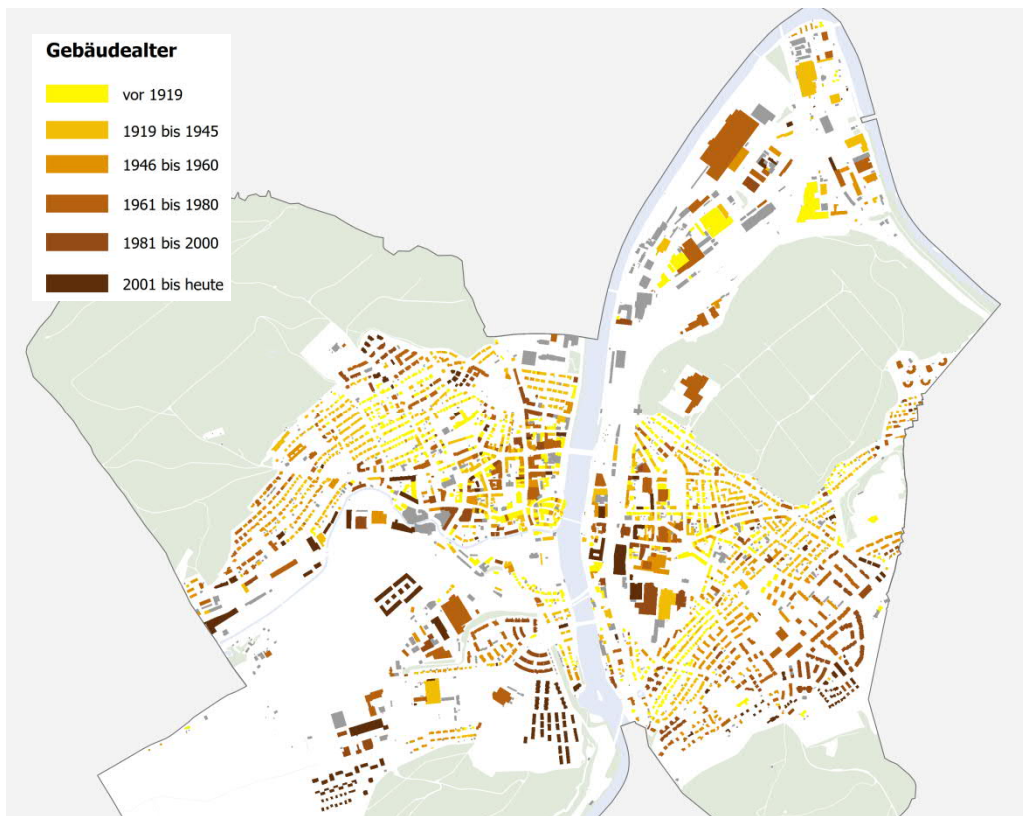 Gebäudealter
vor 1919
1919 bis 1945
1946 bis 1960
1961 bis 1980
1981 bis 2000
2001 bis heute